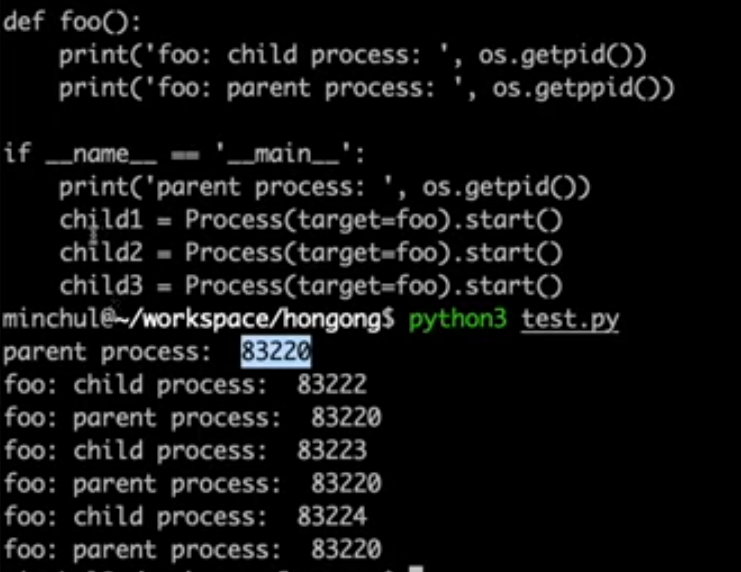 def foo():
    print('foo: child process: ', os.getpid())
    print('foo: parent process: ', os.getppid())

if __name__ == '__main__':
    print('parent process: ', os.getpid())
    child1 = Process(target=foo).start()
    child2 = Process(target=foo).start()
    child3 = Process(target=foo).start()
minchul@~/workspace/hongong$ python3 test.py
parent process:  83220
foo: child process:  83222
foo: parent process:  83220
foo: child process:  83223
foo: parent process:  83220
foo: child process:  83224
foo: parent process:  83220